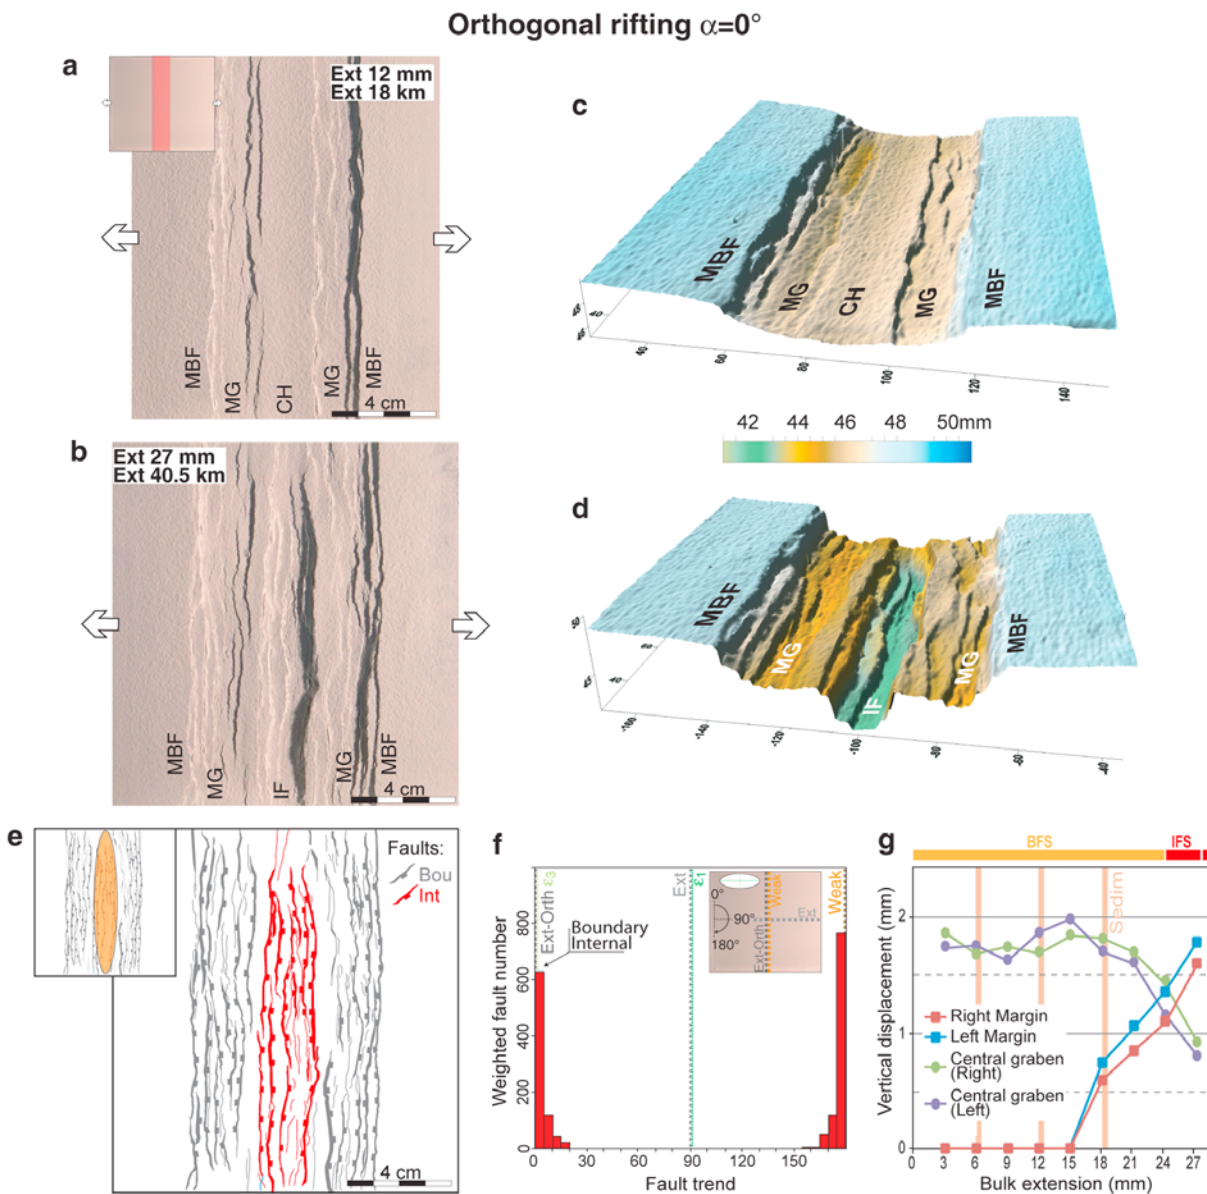 Orthogonal rifting α=0°
a
Ext 12 mm
Ext 18 km
MBF
MG
CH
MG
MBF
4 cm
b
Ext 27 mm
Ext 40.5 km
MBF
MG
IF
MG
MBF
4 cm
c
MBF
MG
CH
MG
MBF
40
40
60
80
100
120
140
42 44 46 48 50mm
d
MBF
MG
IF
MG
MBF
60
40
-160
-140
-120
-100
-80
-60
-40
e
Faults:
Bou
Int
4 cm
f
Weighted fault number
800
600
400
200
0
Ext-Orth ε3
Boundary
Internal
Ext
ε1
Weak
Weak
0°
90°
180°
Ext
Ext-Orth
0 30 60 90 120 150
Fault trend
g
BFS IFS
Sedim
Vertical displacement (mm)
2
1
0
Right Margin
Left Margin
Central graben
(Right)
Central graben
(Left)
0 3 6 9 12 15 18 21 24 27
Bulk extension (mm)